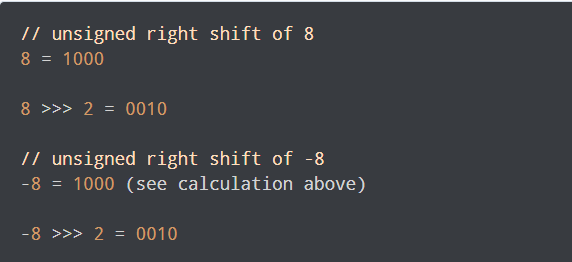 // unsigned right shift of 8
8 = 1000
8 >>> 2 = 0010
// unsigned right shift of -8
-8 = 1000 (see calculation above)
-8 >>> 2 = 0010